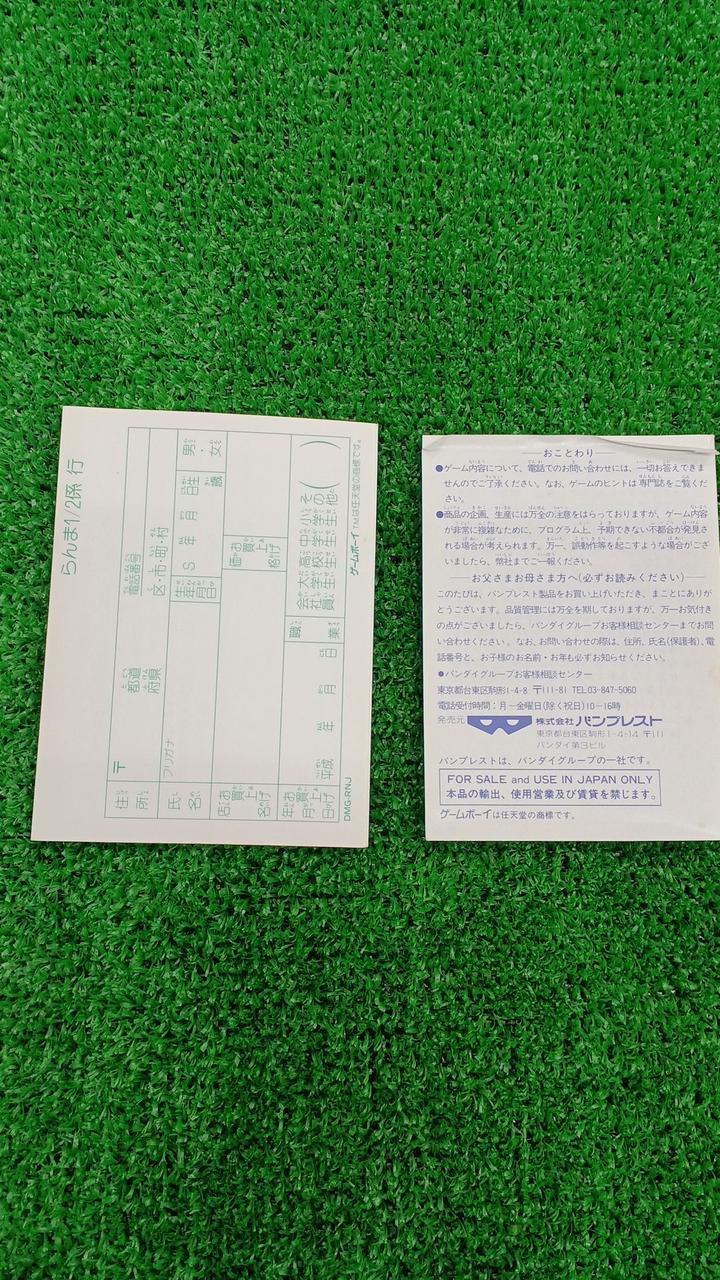 らんま1/2係 行
住所
〒
都道府県
電話番号
区・市・町・村
氏名
フリガナ
生年月日
S 年 月 日生
歳
男・女
お買上げ店名
お買上げ価格
お買上げ年月日
平成 年 月 日
職業
会社員 大学生 高校生 中学生 小学生 その他( )
DMG-RNJ
ゲームボーイTMは任天堂の商標です。
おことわり
●ゲーム内容について、電話でのお問い合わせには、一切お答えできま
せんのでご了承ください。なお、ゲームのヒントは専門誌をご覧くだ
さい。
●商品の企画、生産には万全の注意をはらっておりますが、ゲーム内容
が非常に複雑なために、プログラム上、予期できない不都合が発見さ
れる場合が考えられます。万一、誤動作等を起こすような場合がござ
いましたら、弊社までご一報ください。
お父さまお母さま方へ(必ずお読みください)
このたびは、バンプレスト製品をお買い上げいただき、まことにありが
とうございます。品質管理には万全を期しておりますが、万一お気付き
の点がございましたら、バンダイグループお客様相談センターまでお問
い合わせください。なお、お問い合わせの際は、住所、氏名(保護者)、電
話番号と、お子様のお名前・お年も必ずお知らせください。
●バンダイグループお客様相談センター
東京都台東区駒形1-4-8 〒111-81 TEL.03-847-5060
電話受付時間：月〜金曜日(除く祝日)10〜16時
発売元 株式会社 バンプレスト
東京都台東区駒形1-4-14 〒111
バンダイ第3ビル
バンプレストは、バンダイグループの一社です。
FOR SALE and USE IN JAPAN ONLY
本品の輸出、使用営業及び賃貸を禁じます。
ゲームボーイは任天堂の商標です。